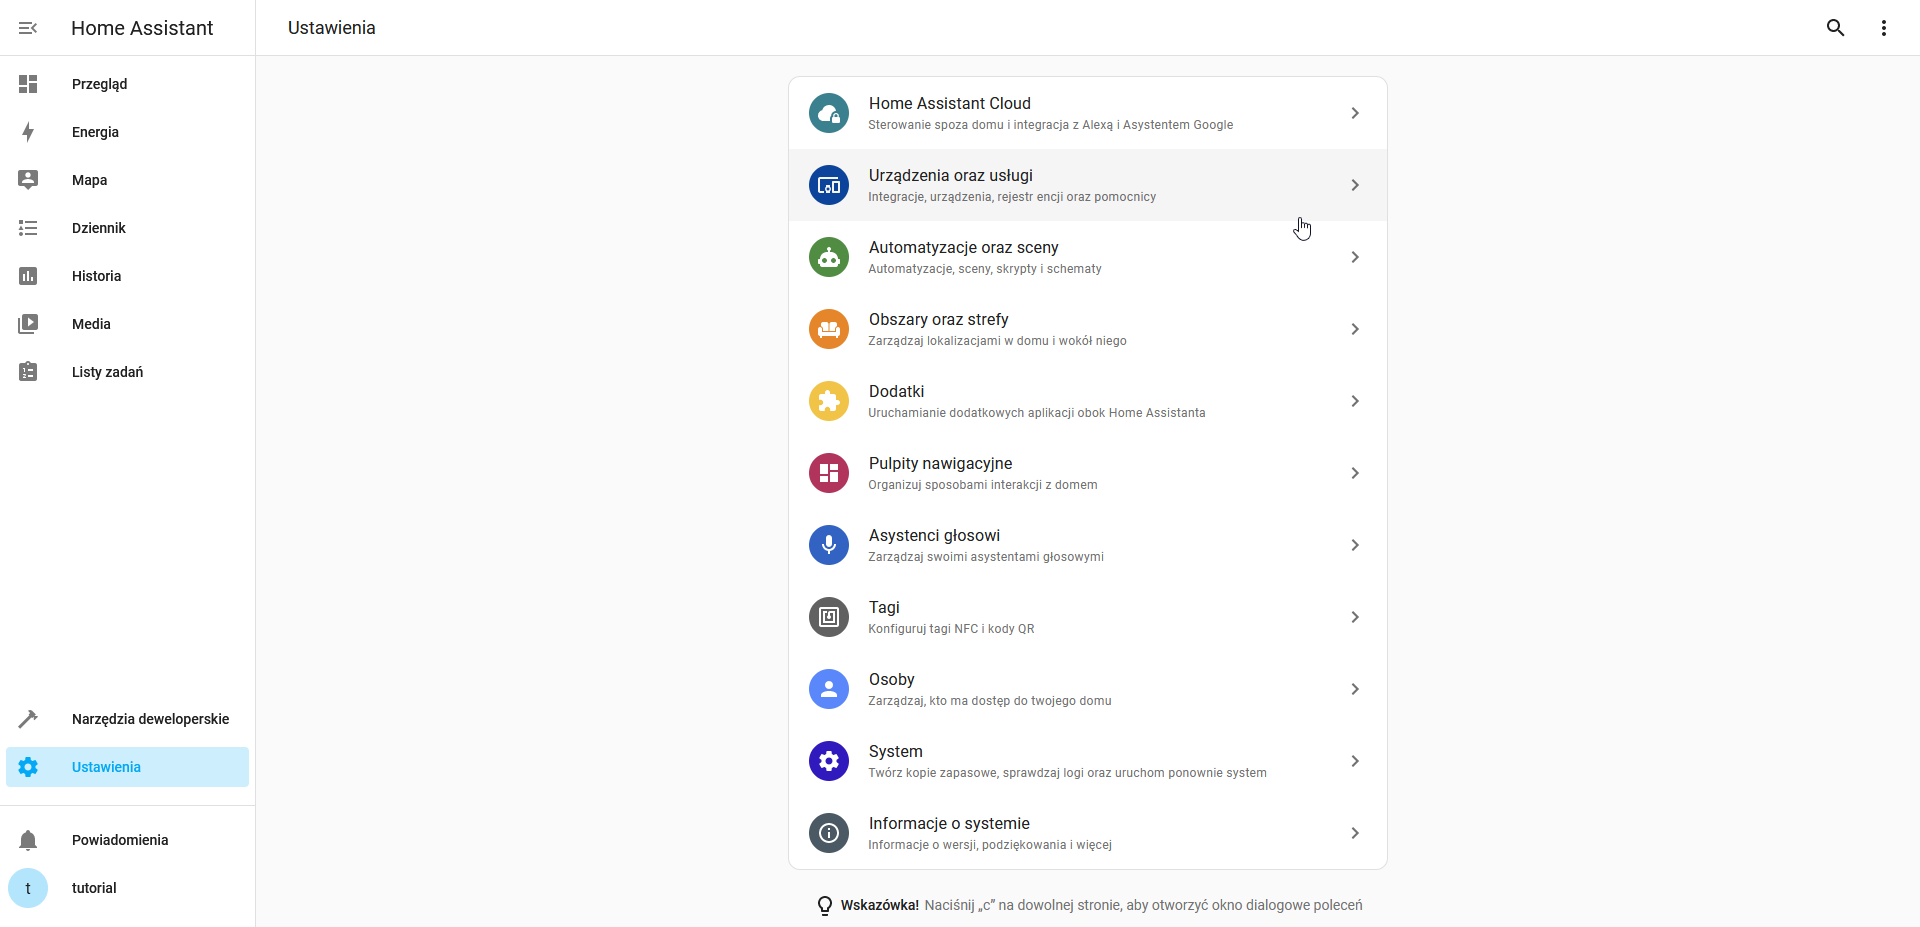 Home Assistant
Ustawienia
Przegląd
Energia
Mapa
Dziennik
Historia
Media
Listy zadań
Narzędzia deweloperskie
Ustawienia
Powiadomienia
t
tutorial
Home Assistant Cloud
Sterowanie spoza domu i integracja z Alexą i Asystentem Google
Urządzenia oraz usługi
Integracje, urządzenia, rejestr encji oraz pomocnicy
Automatyzacje oraz sceny
Automatyzacje, sceny, skrypty i schematy
Obszary oraz strefy
Zarządzaj lokalizacjami w domu i wokół niego
Dodatki
Uruchamianie dodatkowych aplikacji obok Home Assistanta
Pulpity nawigacyjne
Organizuj sposobami interakcji z domem
Asystenci głosowi
Zarządzaj swoimi asystentami głosowymi
Tagi
Konfiguruj tagi NFC i kody QR
Osoby
Zarządzaj, kto ma dostęp do twojego domu
System
Twórz kopie zapasowe, sprawdzaj logi oraz uruchom ponownie system
Informacje o systemie
Informacje o wersji, podziękowania i więcej
Wskazówka! Naciśnij „c” na dowolnej stronie, aby otworzyć okno dialogowe poleceń